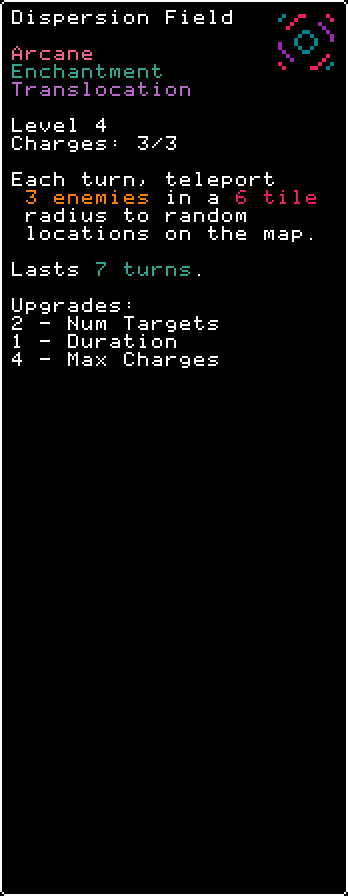 Dispersion Field
Arcane
Enchantment
Translocation
Level 4
Charges: 3/3
Each turn, teleport
3 enemies in a 6 tile
radius to random
locations on the map.
Lasts 7 turns.
Upgrades:
2 - Num Targets
1 - Duration
4 - Max Charges